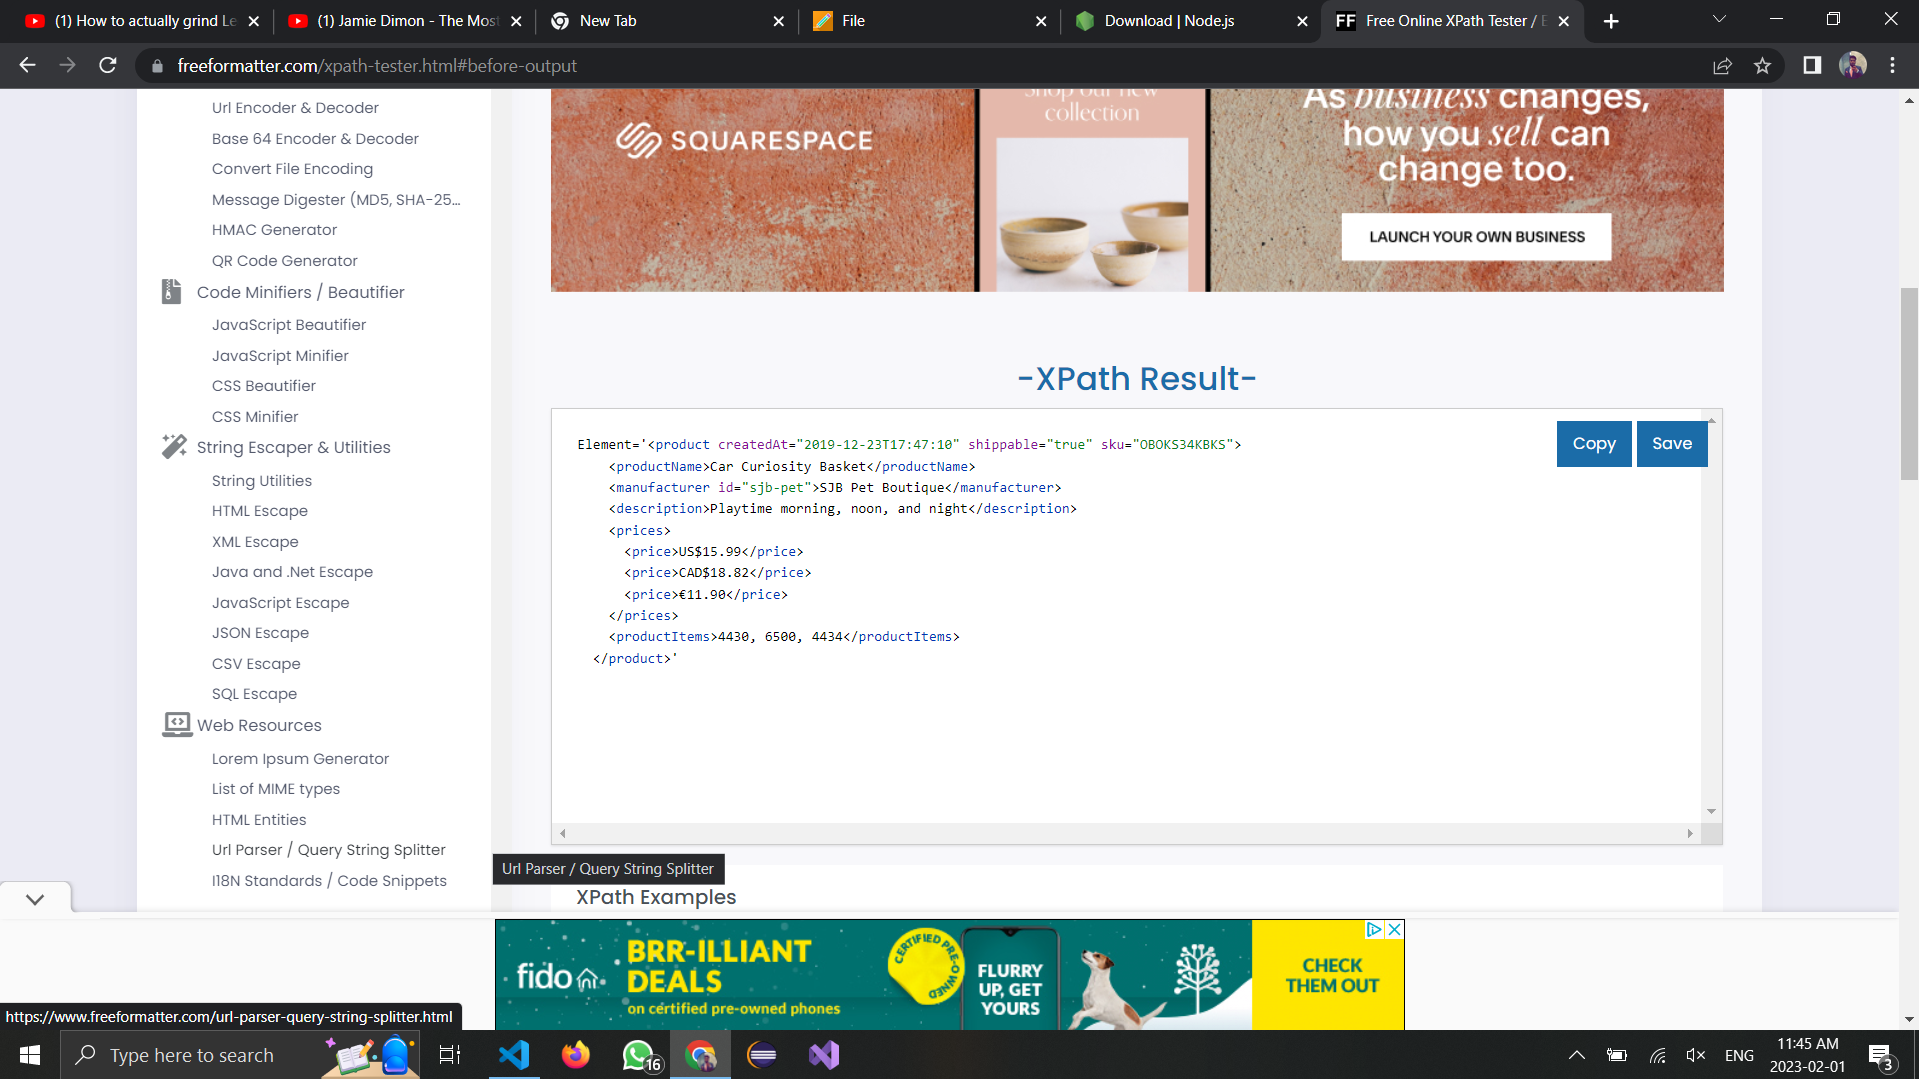 (1) How to actually grind Le
(1) Jamie Dimon - The Most
New Tab
File
Download | Node.js
FF
Free Online XPath Tester / E
freeformatter.com/xpath-tester.html#before-output
Url Encoder & Decoder
Base 64 Encoder & Decoder
Convert File Encoding
Message Digester (MD5, SHA-25...
HMAC Generator
QR Code Generator
Code Minifiers / Beautifier
JavaScript Beautifier
JavaScript Minifier
CSS Beautifier
CSS Minifier
String Escaper & Utilities
String Utilities
HTML Escape
XML Escape
Java and .Net Escape
JavaScript Escape
JSON Escape
CSV Escape
SQL Escape
Web Resources
Lorem Ipsum Generator
List of MIME types
HTML Entities
Url Parser / Query String Splitter
I18N Standards / Code Snippets
SQUARESPACE
Shop our new
collection
As business changes,
how you sell can
change too.
LAUNCH YOUR OWN BUSINESS
-XPath Result-
Copy
Save
Element='<product createdAt="2019-12-23T17:47:10" shippable="true" sku="OBOKS34KBKS">
<productName>Car Curiosity Basket</productName>
<manufacturer id="sjb-pet">SJB Pet Boutique</manufacturer>
<description>Playtime morning, noon, and night</description>
<prices>
<price>US$15.99</price>
<price>CAD$18.82</price>
<price>€11.90</price>
</prices>
<productItems>4430, 6500, 4434</productItems>
</product>'
Url Parser / Query String Splitter
XPath Examples
fido
BRR-ILLIANT
DEALS
on certified pre-owned phones
CERTIFIED PRE-OWNED
FLURRY
UP, GET
YOURS
CHECK
THEM OUT
https://www.freeformatter.com/url-parser-query-string-splitter.html
Type here to search
16
ENG
11:45 AM
2023-02-01
3